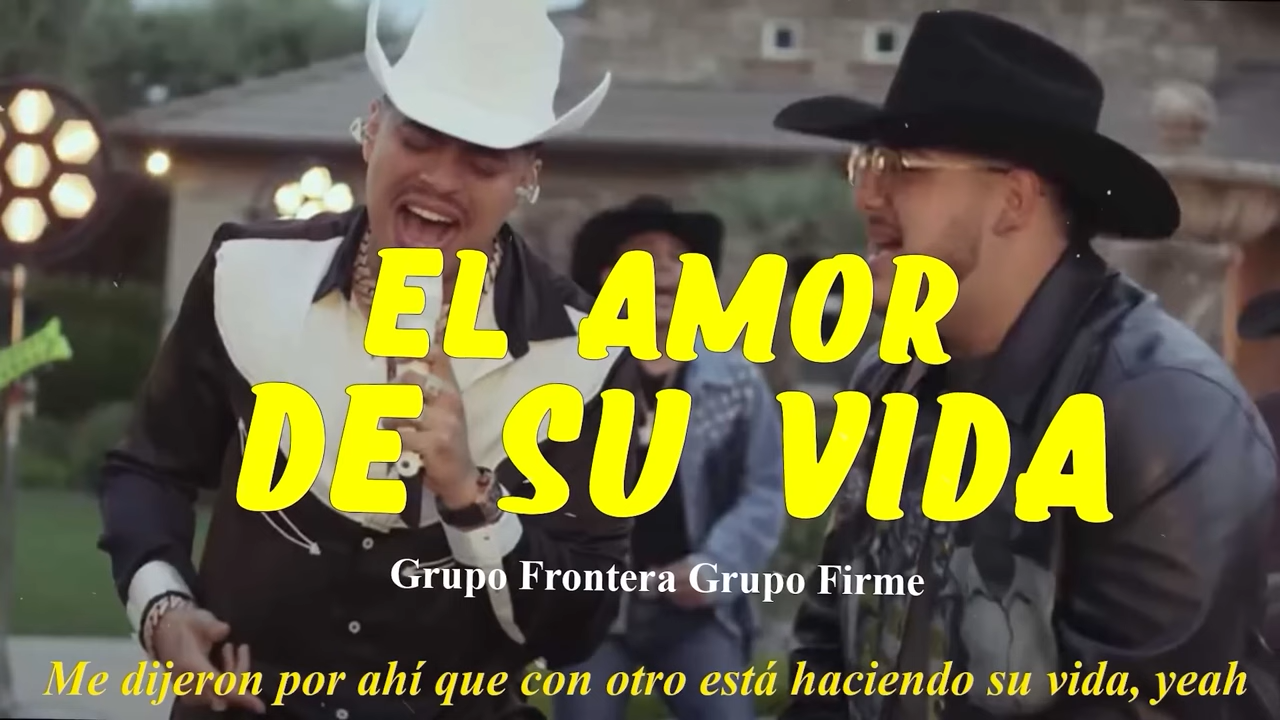 EL AMOR
DE SU VIDA
Grupo Frontera Grupo Firme
Me dijeron por ahí que con otro está haciendo su vida, yeah